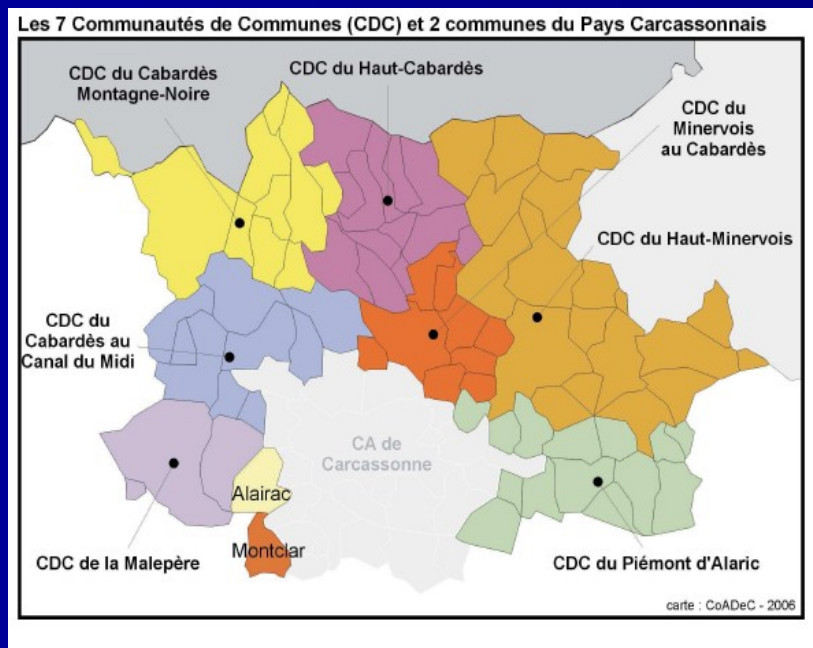 Les 7 Communautés de Communes (CDC) et 2 communes du Pays Carcassonnais
CDC du Cabardès
Montagne-Noire
CDC du Haut-Cabardès
CDC du
Minervois
au Cabardès
CDC du Haut-Minervois
CDC du
Cabardès au
Canal du Midi
CA de
Carcassonne
Alairac
Montclar
CDC de la Malepère
CDC du Piémont d'Alaric
carte : CoADeC - 2006